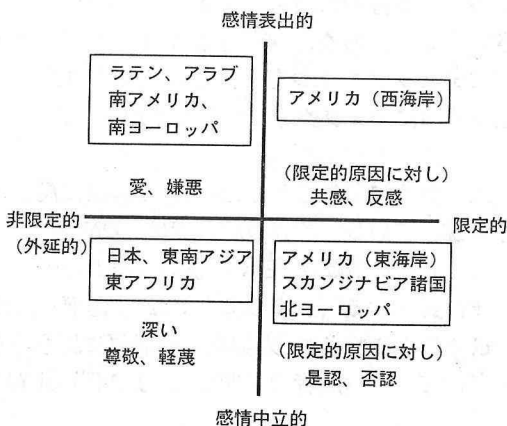 感情表出的
ラテン、アラブ
南アメリカ、
南ヨーロッパ
アメリカ（西海岸）
愛、嫌悪
(限定的原因に対し)
共感、反感
非限定的
(外延的)
限定的
日本、東南アジア
東アフリカ
アメリカ（東海岸）
スカンジナビア諸国
北ヨーロッパ
深い
尊敬、軽蔑
(限定的原因に対し)
是認、否認
感情中立的